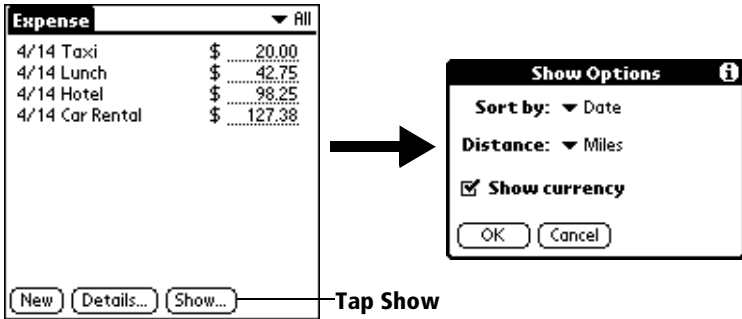 Expense
All
4/14 Taxi $ 20.00
4/14 Lunch $ 42.75
4/14 Hotel $ 98.25
4/14 Car Rental $ 127.38
New Details... Show...
Tap Show
Show Options
Sort by: Date
Distance: Miles
Show currency
OK Cancel